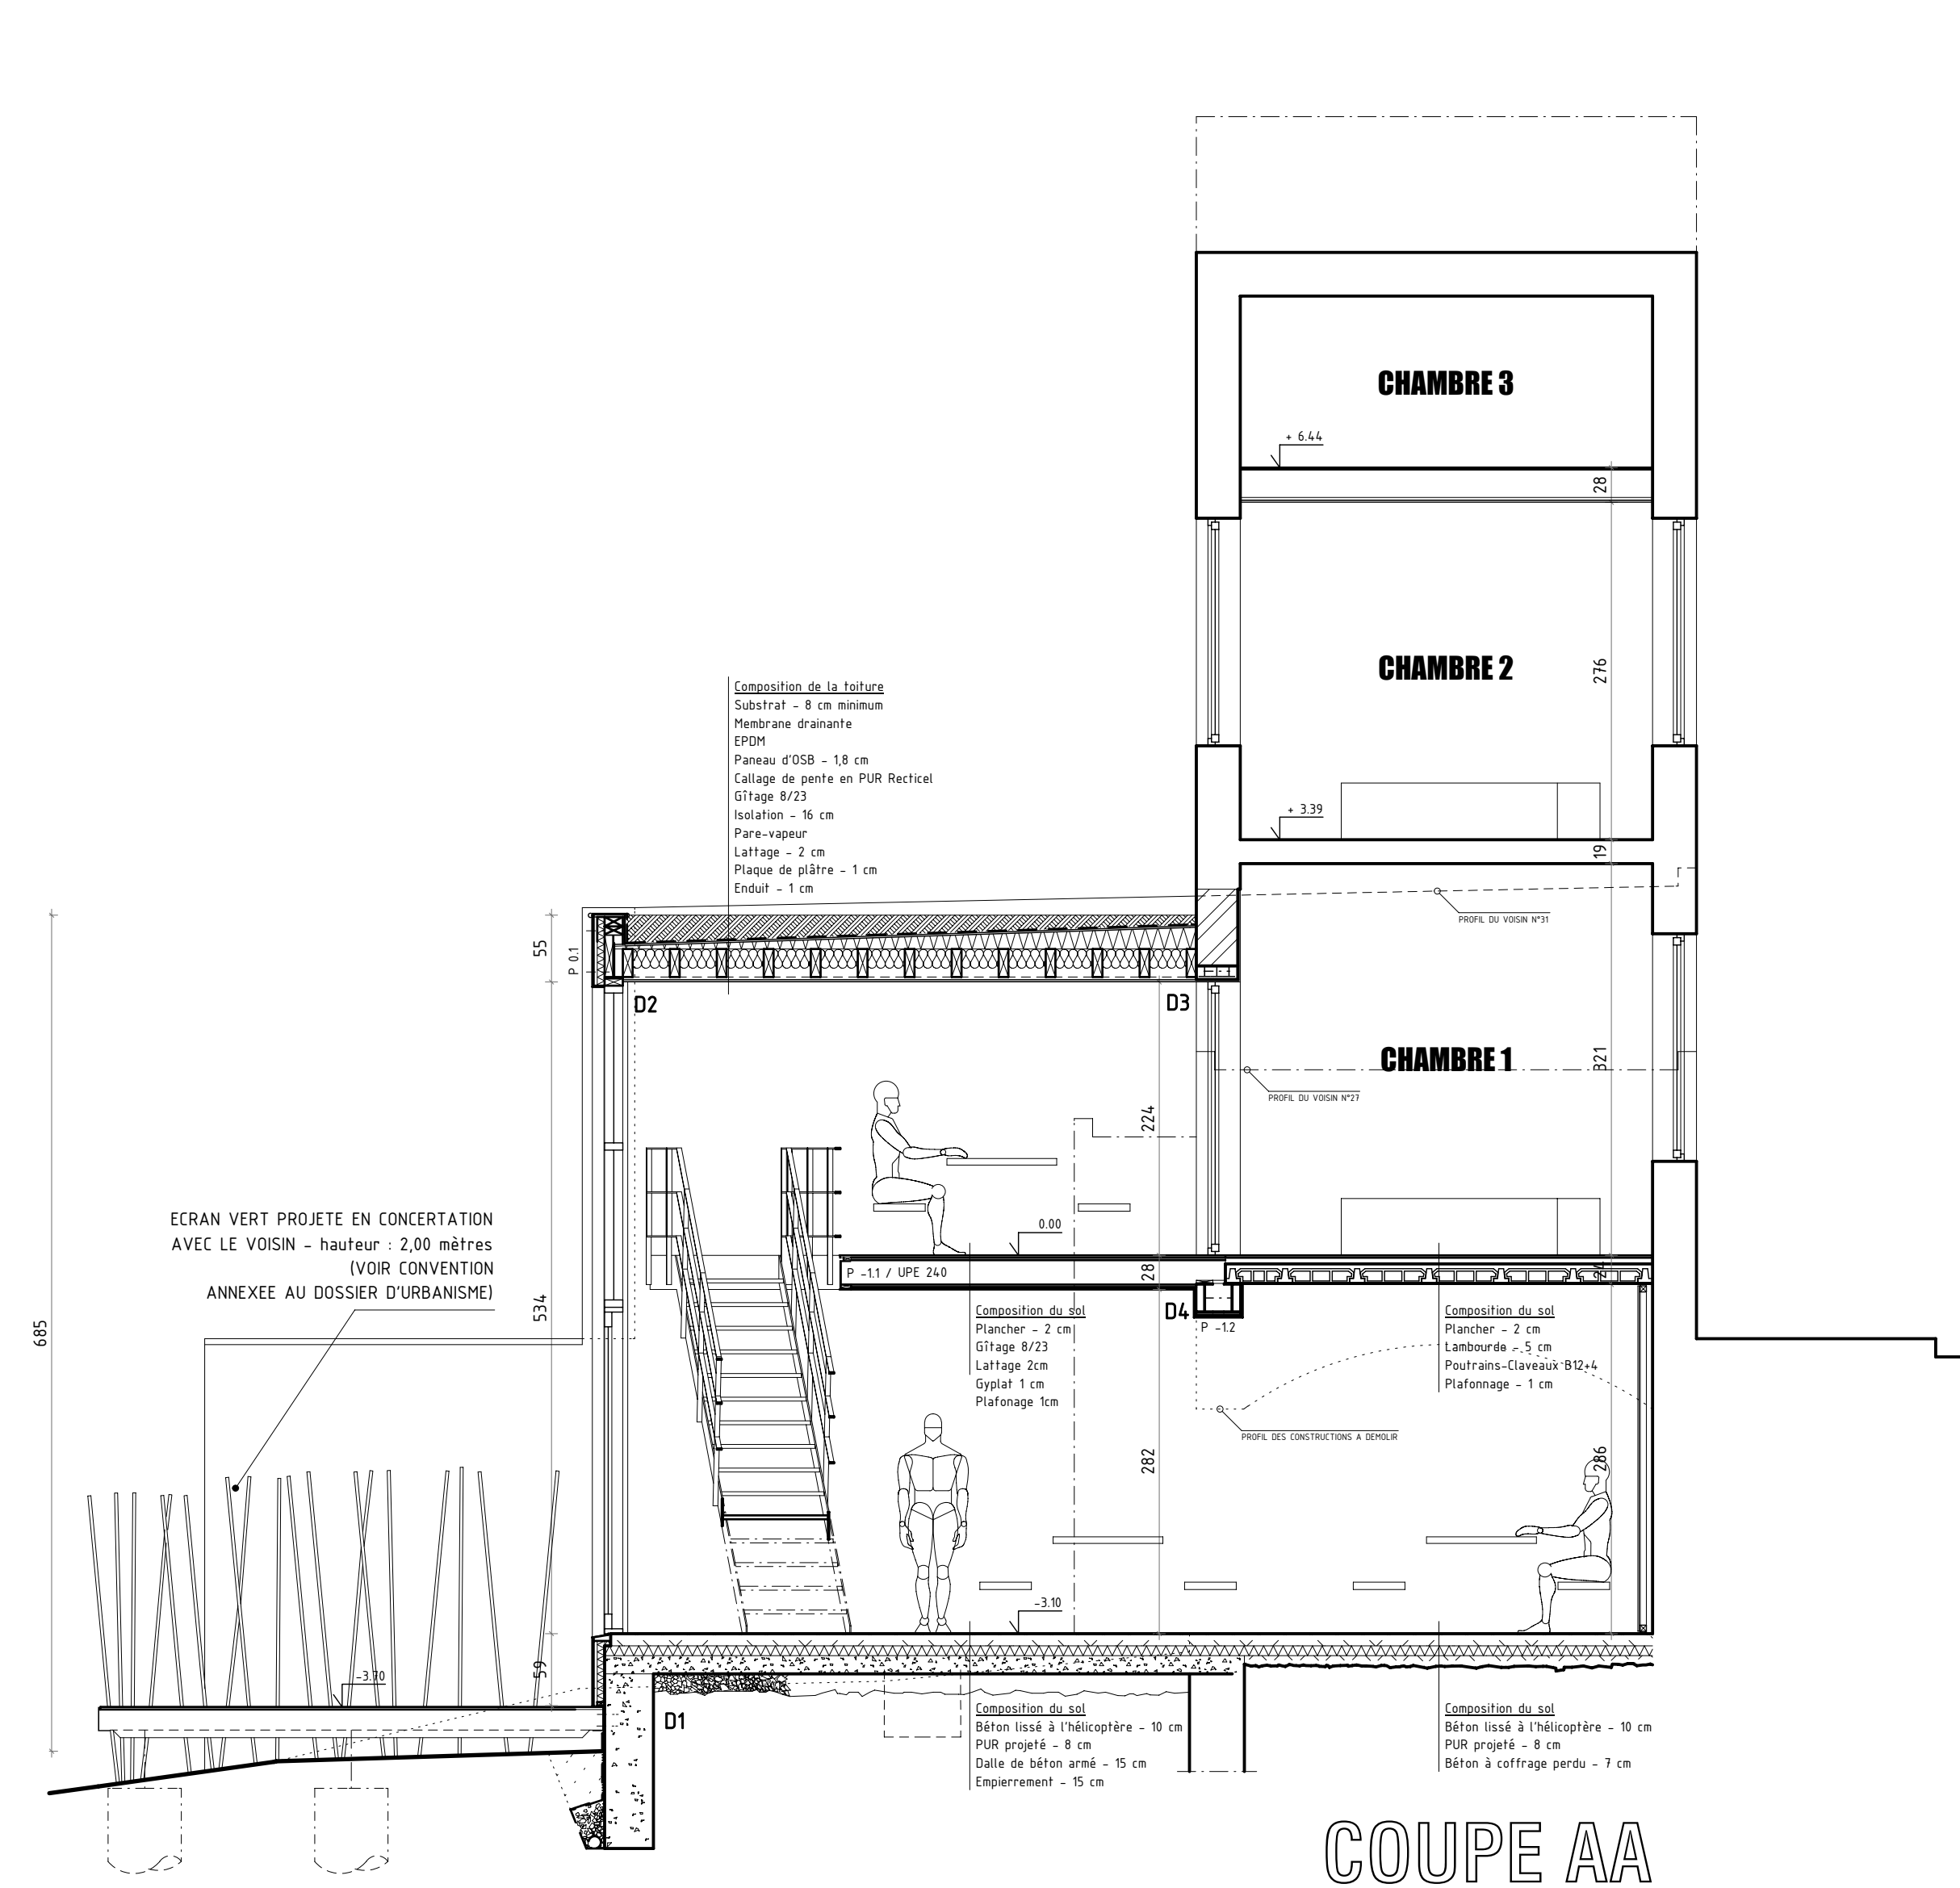 CHAMBRE 3
+ 6.44
28
CHAMBRE 2
276
Composition de la toiture
Substrat - 8 cm minimum
Membrane drainante
EPDM
Paneau d'OSB - 1,8 cm
Callage de pente en PUR Recticel
Gîtage 8/23
Isolation - 16 cm
Pare-vapeur
Lattage - 2 cm
Plaque de plâtre - 1 cm
Enduit - 1 cm
+ 3.39
19
PROFIL DU VOISIN N°31
55
P 0.1
D2
D3
CHAMBRE 1
321
PROFIL DU VOISIN N°27
224
ECRAN VERT PROJETE EN CONCERTATION
AVEC LE VOISIN - hauteur : 2,00 mètres
(VOIR CONVENTION
ANNEXEE AU DOSSIER D'URBANISME)
0.00
P -1.1 / UPE 240
28
24
534
685
D4
P -1.2
Composition du sol
Plancher - 2 cm
Gîtage 8/23
Lattage 2cm
Gyplat 1 cm
Plafonage 1cm
Composition du sol
Plancher - 2 cm
Lambourde - 5 cm
Poutrains-Claveaux B12+4
Plafonnage - 1 cm
PROFIL DES CONSTRUCTIONS A DEMOLIR
282
286
-3.10
59
-3.70
D1
Composition du sol
Béton lissé à l'hélicoptère - 10 cm
PUR projeté - 8 cm
Dalle de béton armé - 15 cm
Empierrement - 15 cm
Composition du sol
Béton lissé à l'hélicoptère - 10 cm
PUR projeté - 8 cm
Béton à coffrage perdu - 7 cm
COUPE AA